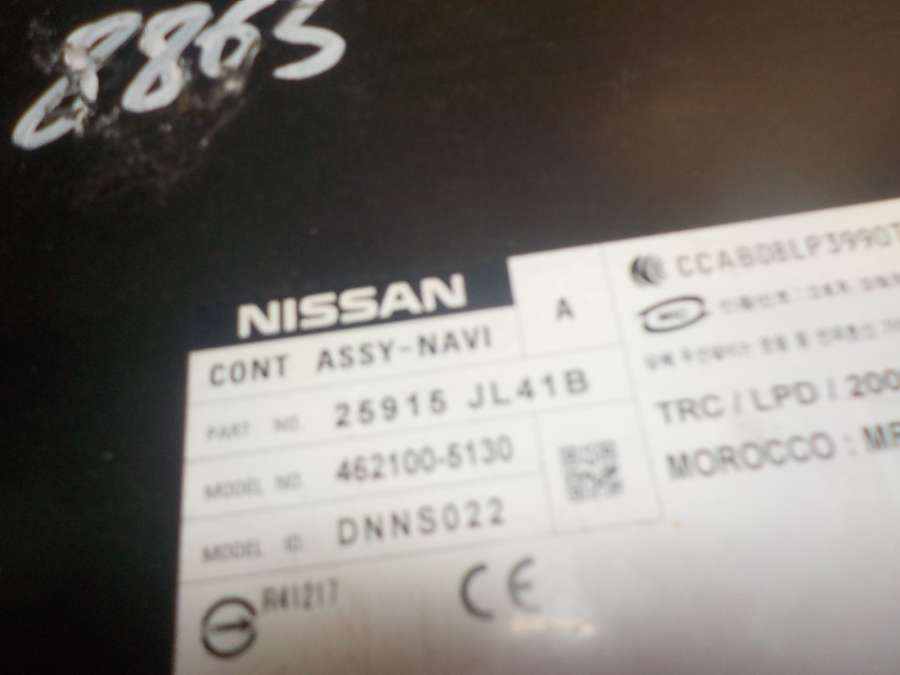 8863
NISSAN
A
CONT ASSY-NAVI
PART NO. 25915 JL41B
MODEL NO. 462100-5130
MODEL ID. DNNS022
R41217
CE
CCAB08LP3990T
TRC / LPD / 200
MOROCCO : MR